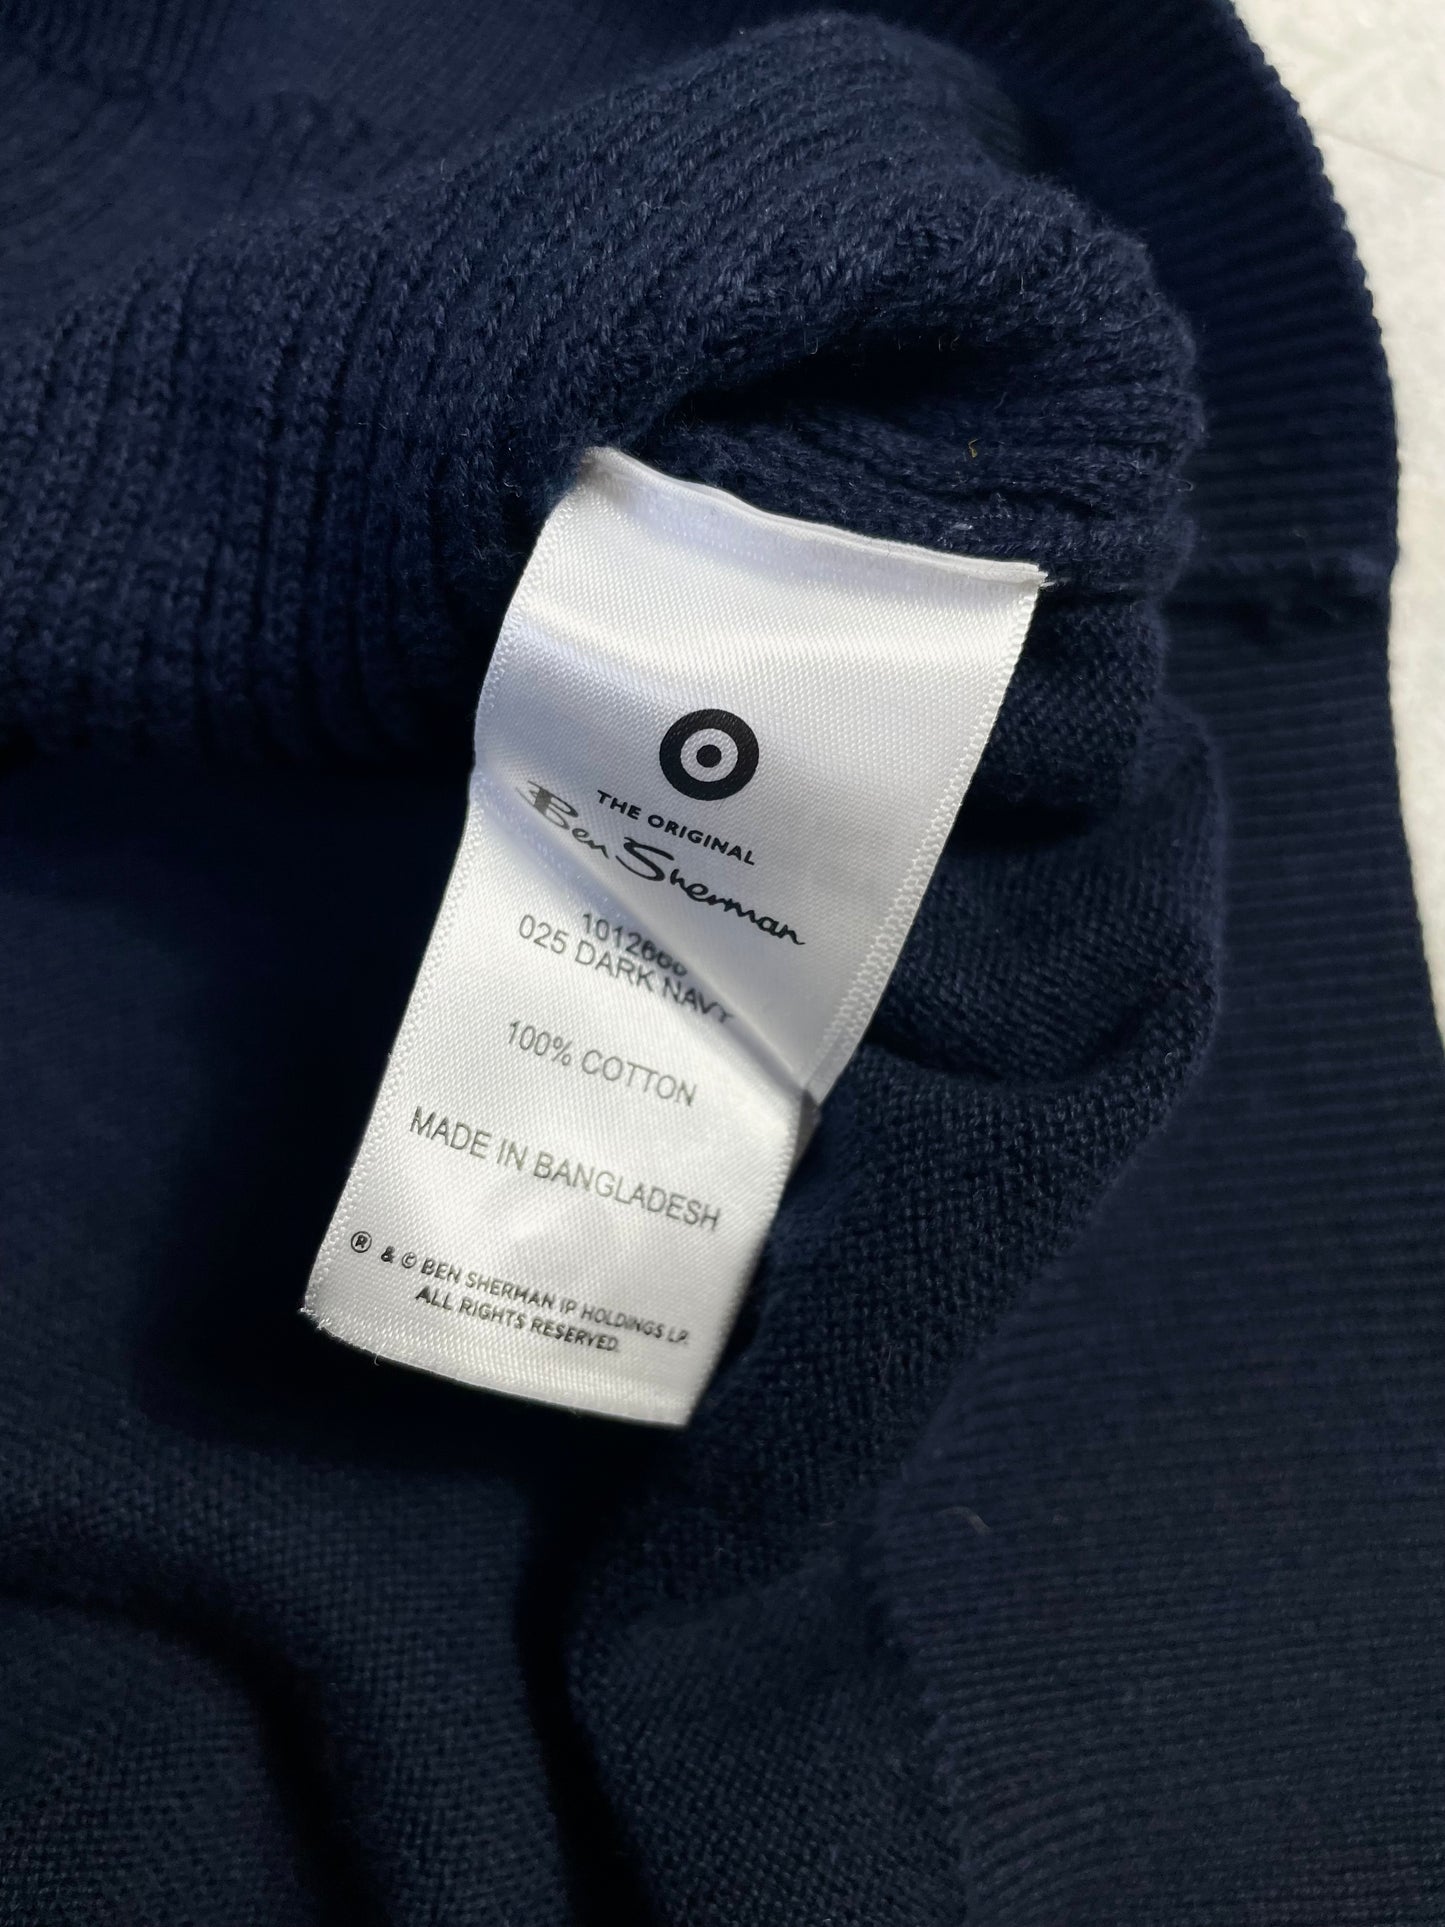 THE ORIGINAL
Ben Sherman
025 DARK NAVY
100% COTTON
MADE IN BANGLADESH
® & © BEN SHERMAN IP HOLDINGS LP.
ALL RIGHTS RESERVED.